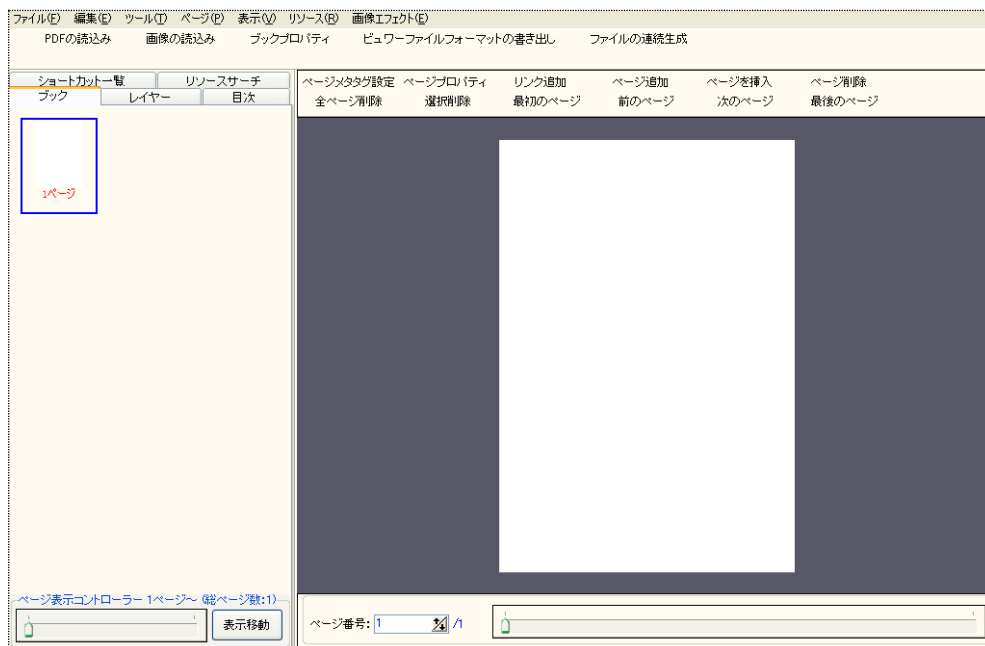 ファイル(F) 編集(E) ツール(T) ページ(P) 表示(V) リソース(R) 画像エフェクト(E)
PDFの読込み 画像の読込み ブックプロパティ ビュワーファイルフォーマットの書き出し ファイルの連続生成
ショートカット一覧 リソースサーチ
ブック レイヤー 目次
1ページ
ページ表示コントローラー 1ページ～ (総ページ数:1)
表示移動
ページメタタグ設定 ページプロパティ リンク追加 ページ追加 ページを挿入 ページ削除
全ページ削除 選択削除 最初のページ 前のページ 次のページ 最後のページ
ページ番号: 1 /1